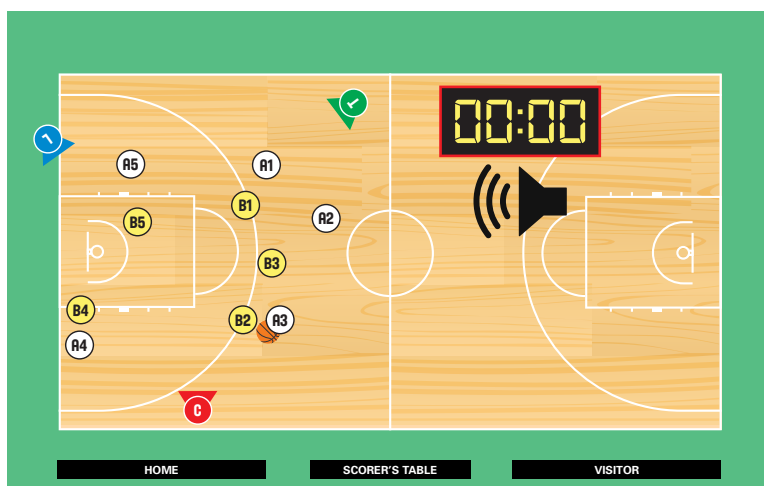 00:00
T
L
A5
A1
B1
B5
A2
B3
B4
B2
A3
A4
C
HOME
SCORER'S TABLE
VISITOR